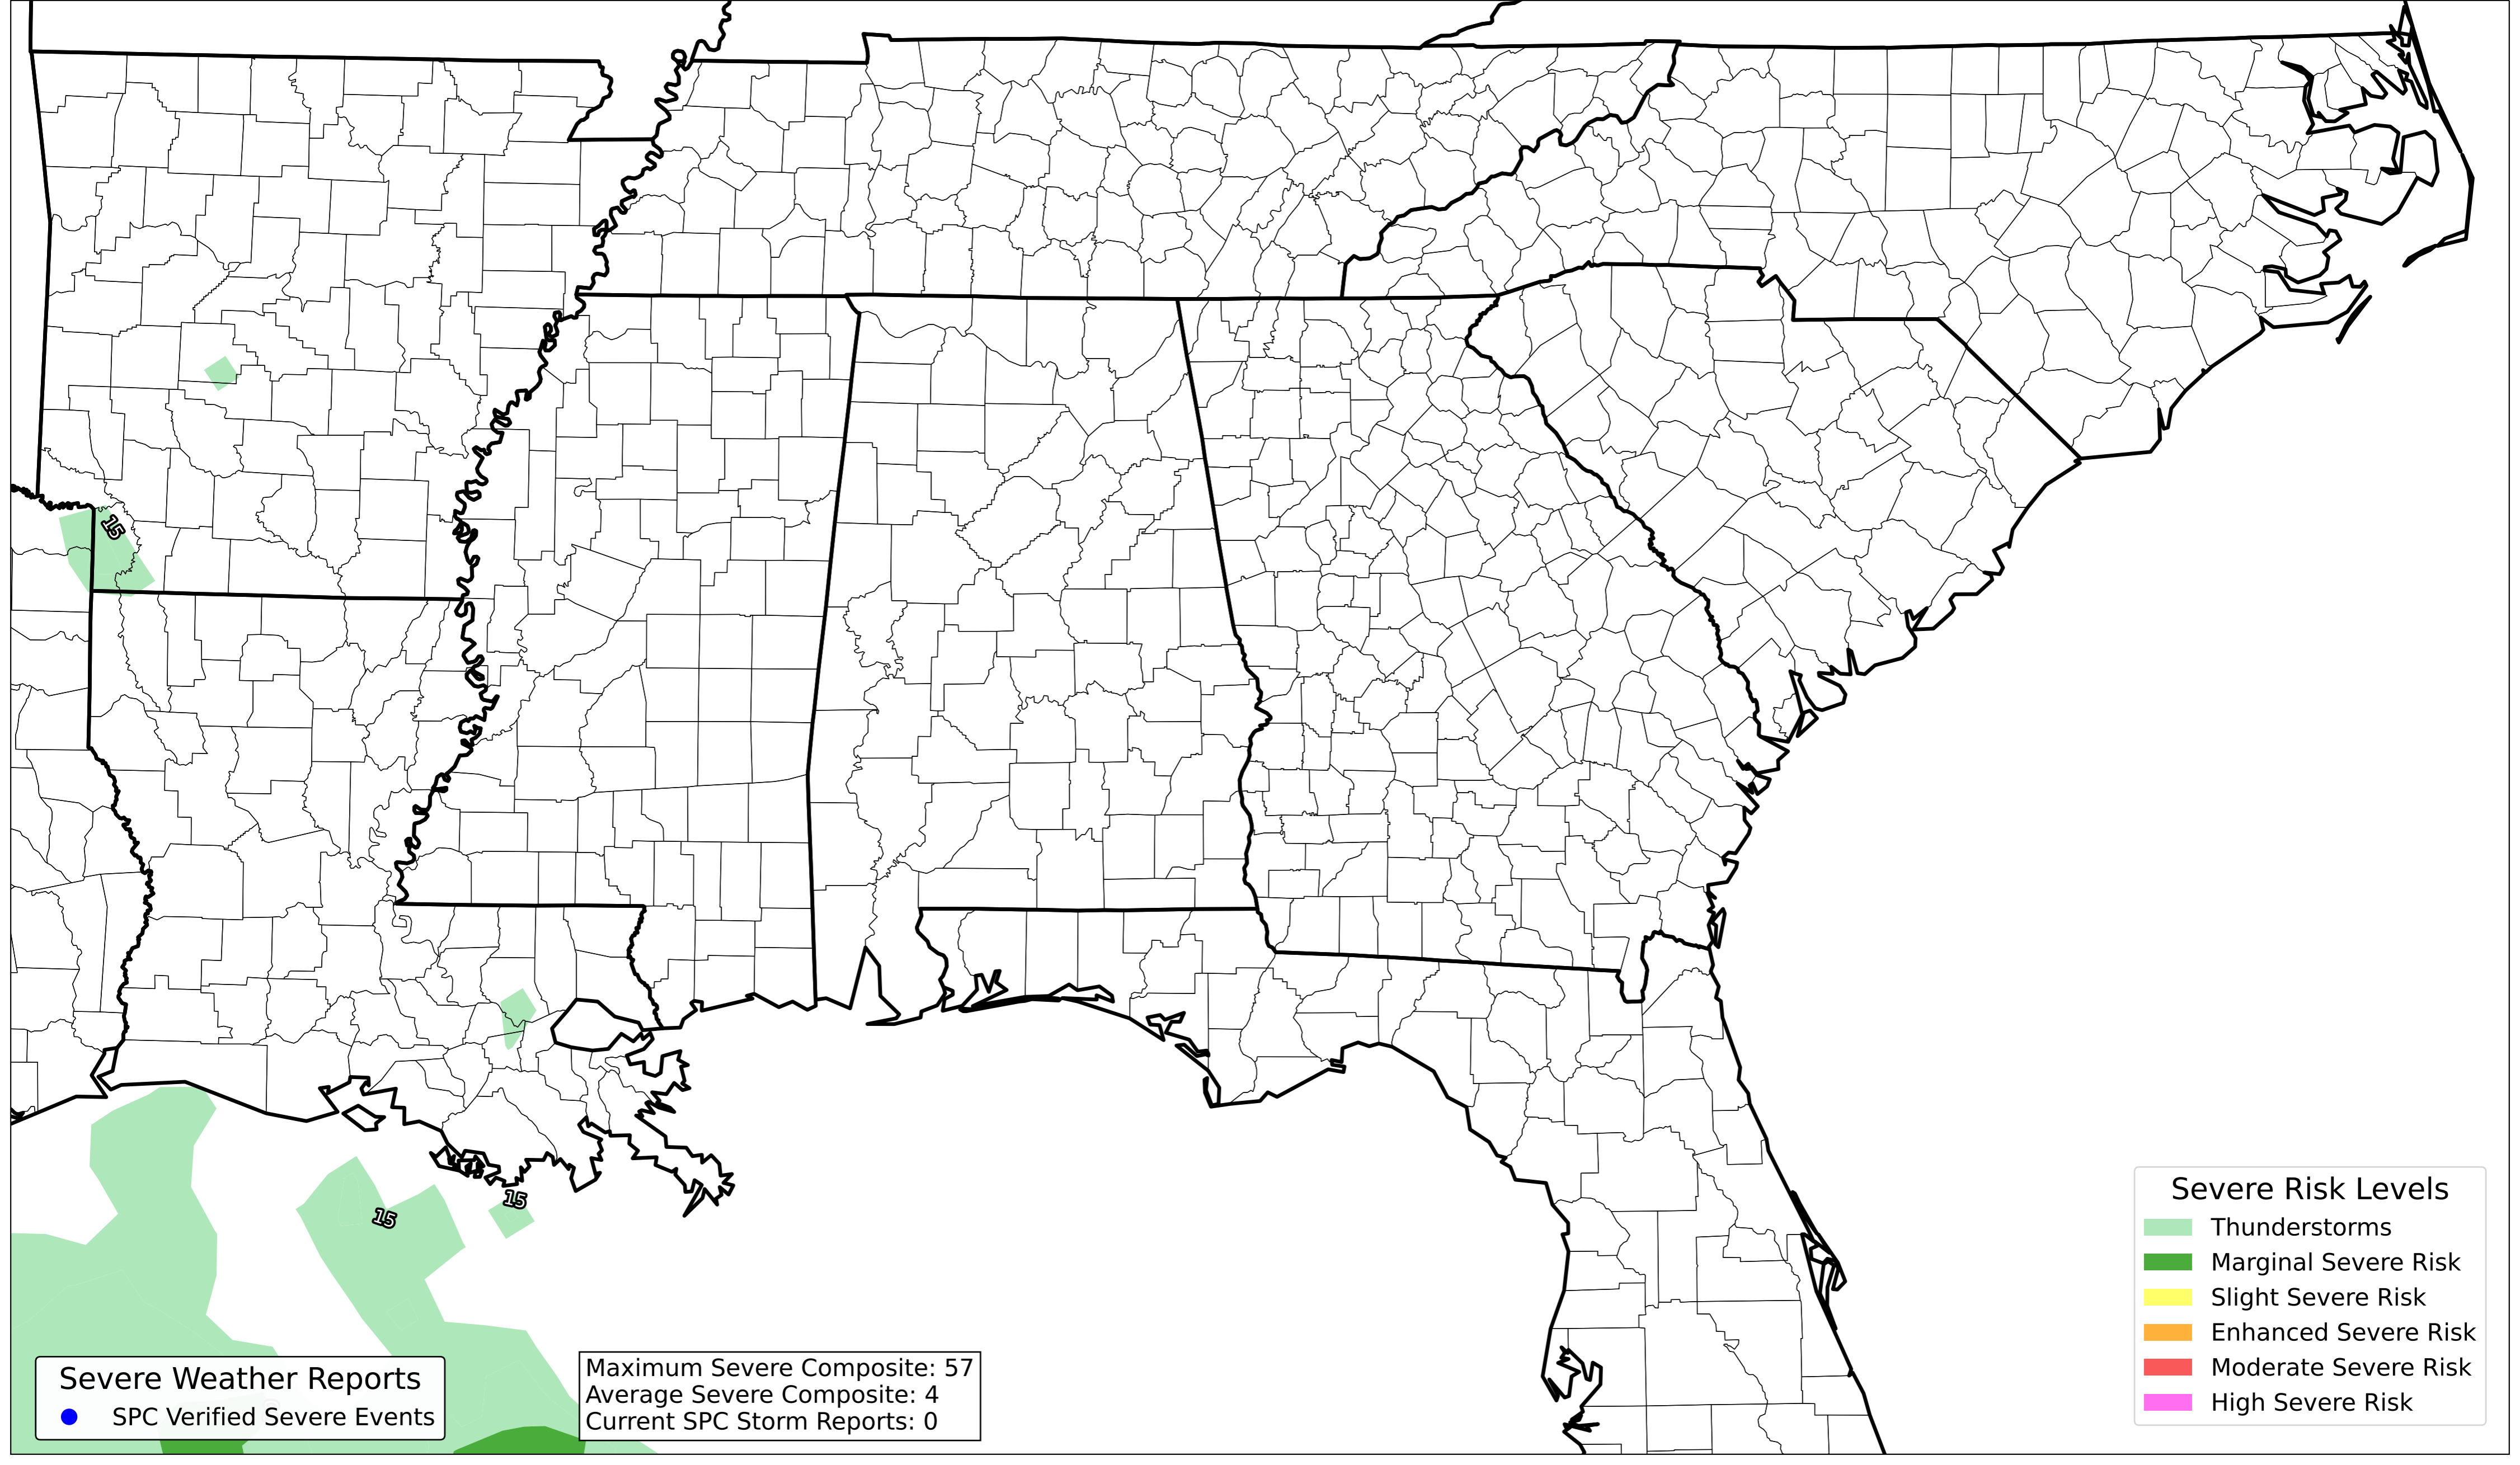 15
15
15
Severe Weather Reports
SPC Verified Severe Events
Maximum Severe Composite: 57
Average Severe Composite: 4
Current SPC Storm Reports: 0
Severe Risk Levels
Thunderstorms
Marginal Severe Risk
Slight Severe Risk
Enhanced Severe Risk
Moderate Severe Risk
High Severe Risk